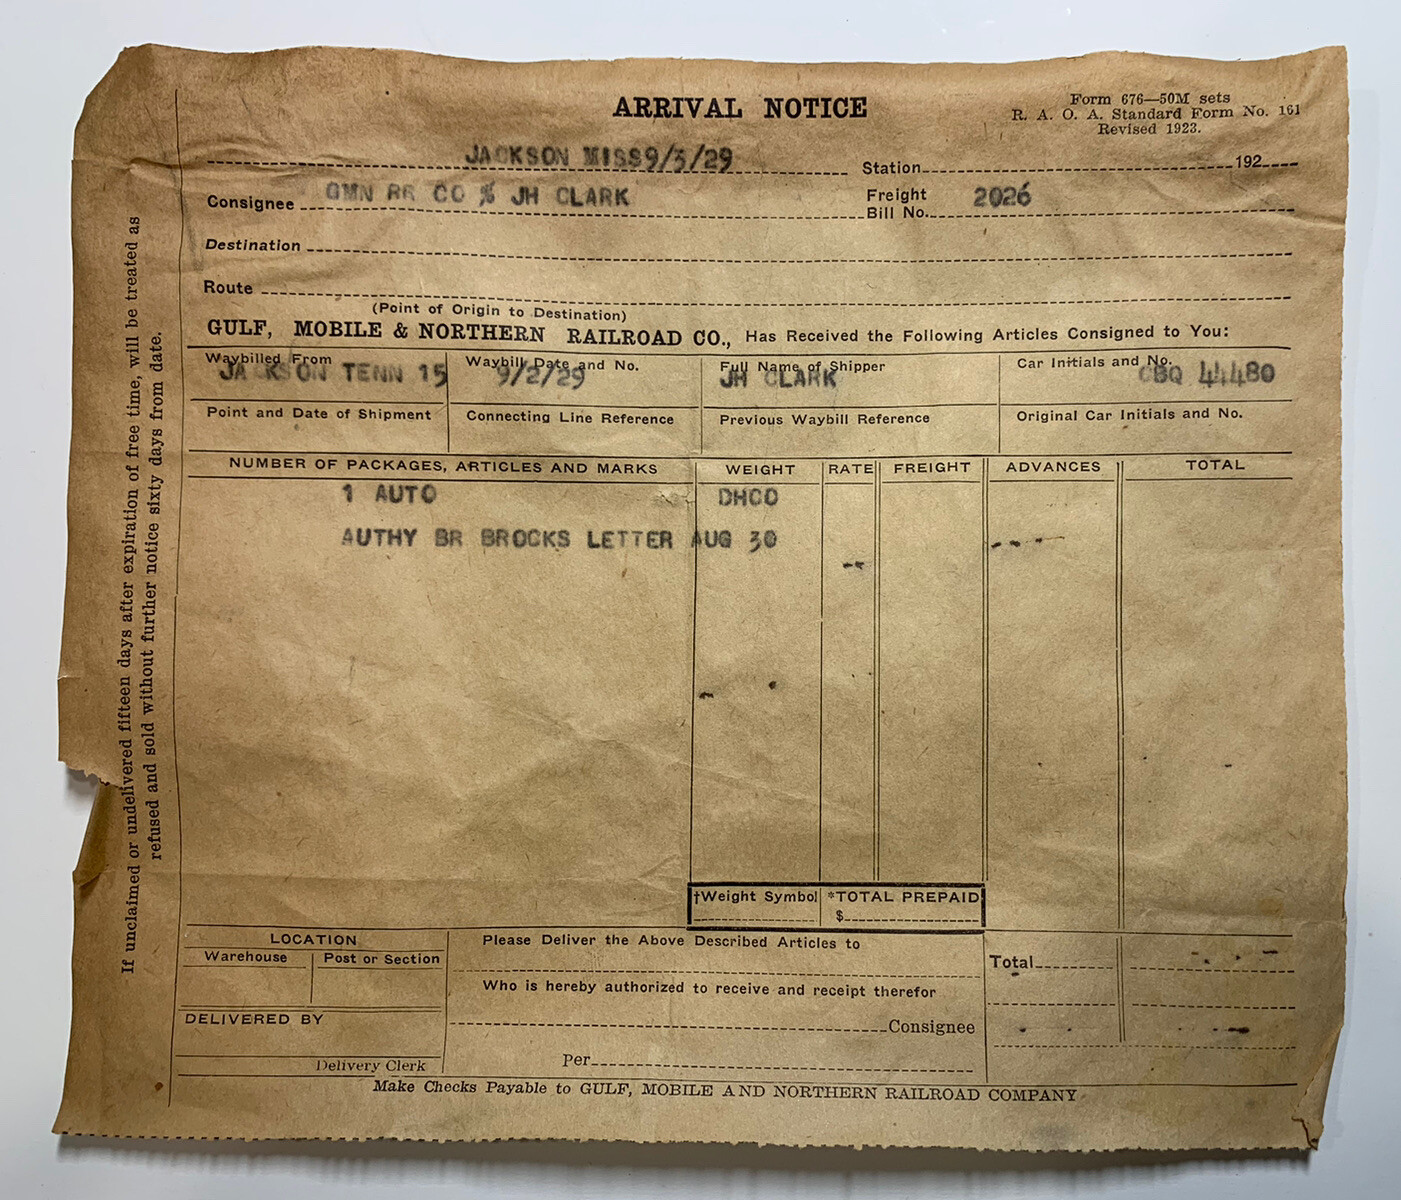 ARRIVAL NOTICE
Form 676—50M sets
R. A. O. A. Standard Form No. 161
Revised 1923.
JACKSON MISS9/3/29 Station 192
Consignee GMN RR CO % JH CLARK Freight Bill No. 2026
Destination
Route
(Point of Origin to Destination)
GULF, MOBILE & NORTHERN RAILROAD CO., Has Received the Following Articles Consigned to You:
Waybilled From Waybill Date and No. Full Name of Shipper Car Initials and No.
JACKSON TENN 15 9/2/29 JH CLARK CBQ 44480
Point and Date of Shipment Connecting Line Reference Previous Waybill Reference Original Car Initials and No.
NUMBER OF PACKAGES, ARTICLES AND MARKS WEIGHT RATE FREIGHT ADVANCES TOTAL
1 AUTO DHCO
AUTHY BR BROCKS LETTER AUG 30
†Weight Symbol *TOTAL PREPAID
$
LOCATION Please Deliver the Above Described Articles to
Warehouse Post or Section Total
Who is hereby authorized to receive and receipt therefor
DELIVERED BY Consignee
Delivery Clerk Per
Make Checks Payable to GULF, MOBILE AND NORTHERN RAILROAD COMPANY
If unclaimed or undelivered fifteen days after expiration of free time, will be treated as
refused and sold without further notice sixty days from date.